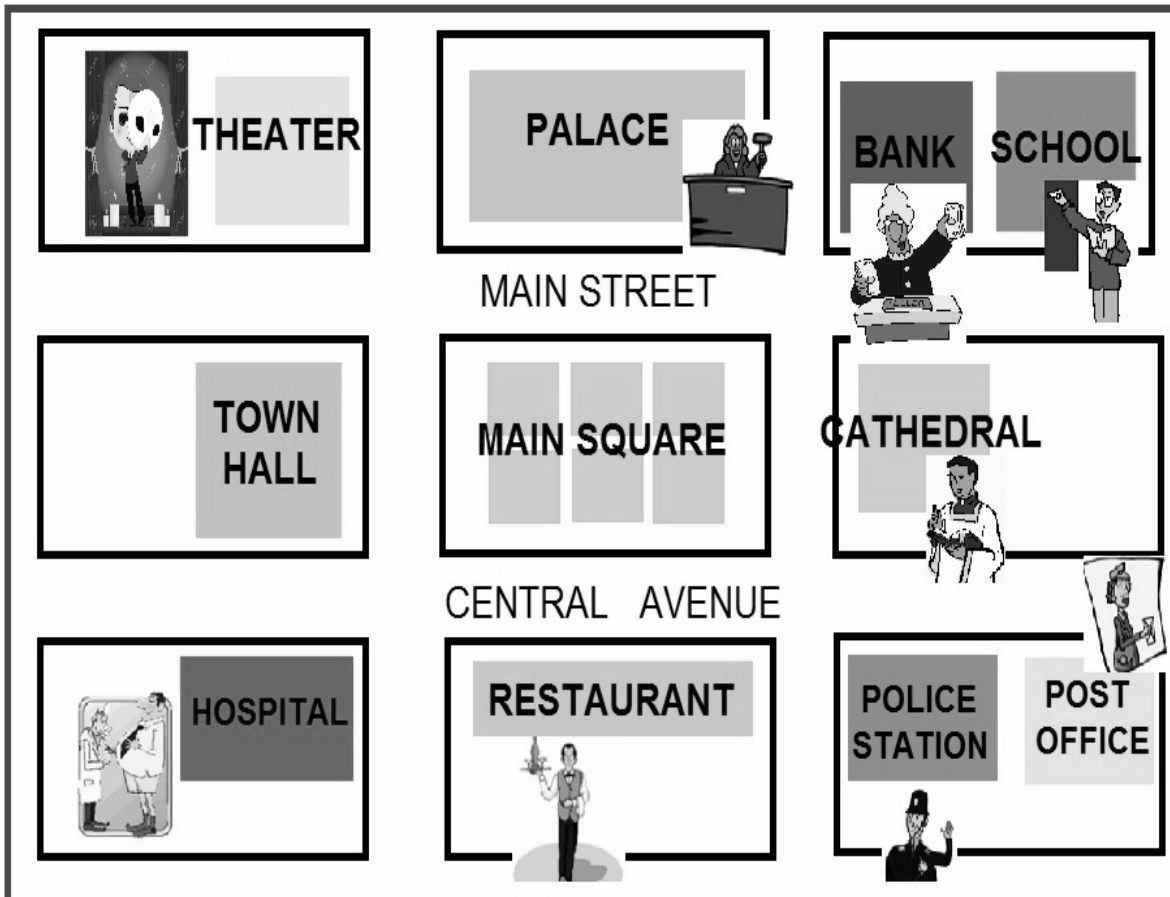 THEATER
PALACE
BANK
SCHOOL
MAIN STREET
TOWN
HALL
MAIN SQUARE
CATHEDRAL
CENTRAL AVENUE
HOSPITAL
RESTAURANT
POLICE
STATION
POST
OFFICE